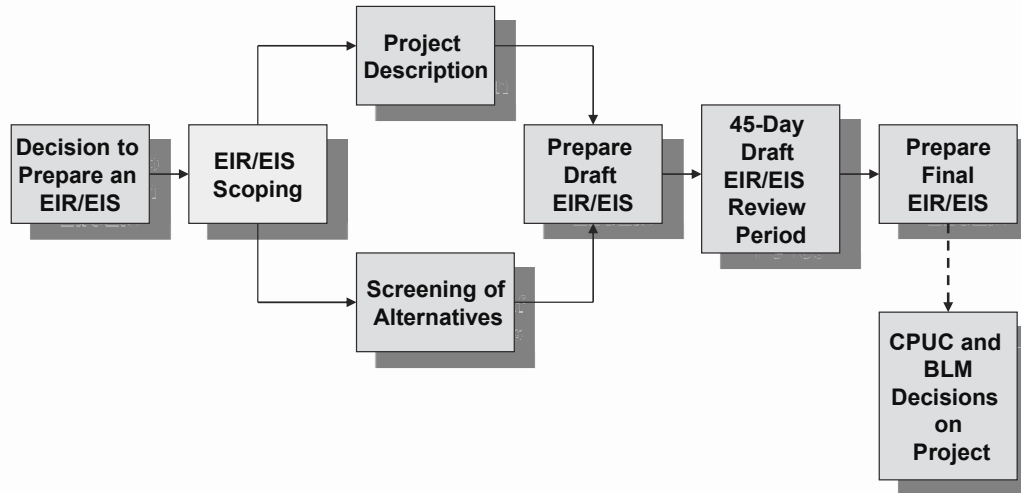 Project
Description
Decision to
Prepare an
EIR/EIS
EIR/EIS
Scoping
Prepare
Draft
EIR/EIS
45-Day
Draft
EIR/EIS
Review
Period
Prepare
Final
EIR/EIS
Screening of
Alternatives
CPUC and
BLM
Decisions
on
Project